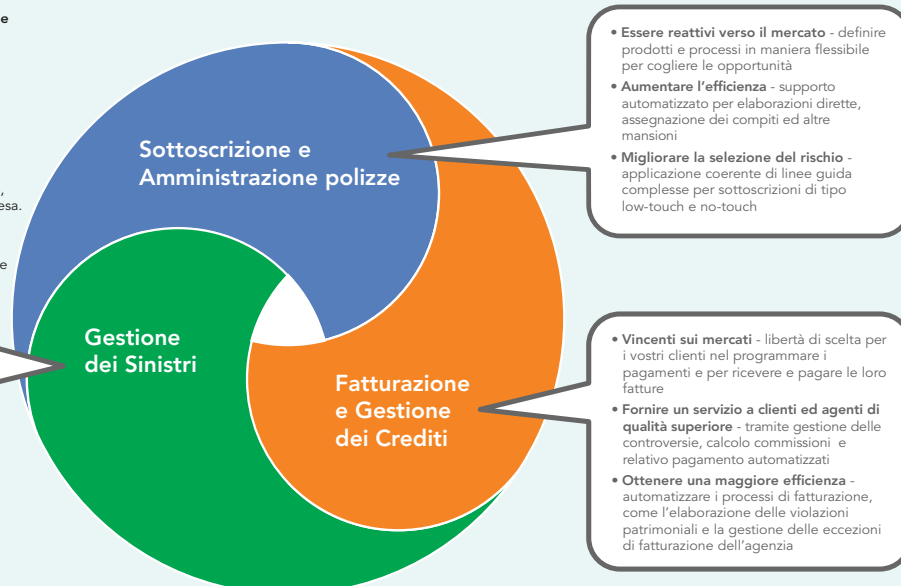 e
,
esa.
e
Sottoscrizione e
Amministrazione polizze
Gestione
dei Sinistri
Fatturazione
e Gestione
dei Crediti
• Essere reattivi verso il mercato - definire
prodotti e processi in maniera flessibile
per cogliere le opportunità
• Aumentare l'efficienza - supporto
automatizzato per elaborazioni dirette,
assegnazione dei compiti ed altre
mansioni
• Migliorare la selezione del rischio -
applicazione coerente di linee guida
complesse per sottoscrizioni di tipo
low-touch e no-touch
• Vincenti sui mercati - libertà di scelta per
i vostri clienti nel programmare i
pagamenti e per ricevere e pagare le loro
fatture
• Fornire un servizio a clienti ed agenti di
qualità superiore - tramite gestione delle
controversie, calcolo commissioni e
relativo pagamento automatizzati
• Ottenere una maggiore efficienza -
automatizzare i processi di fatturazione,
come l'elaborazione delle violazioni
patrimoniali e la gestione delle eccezioni
di fatturazione dell'agenzia